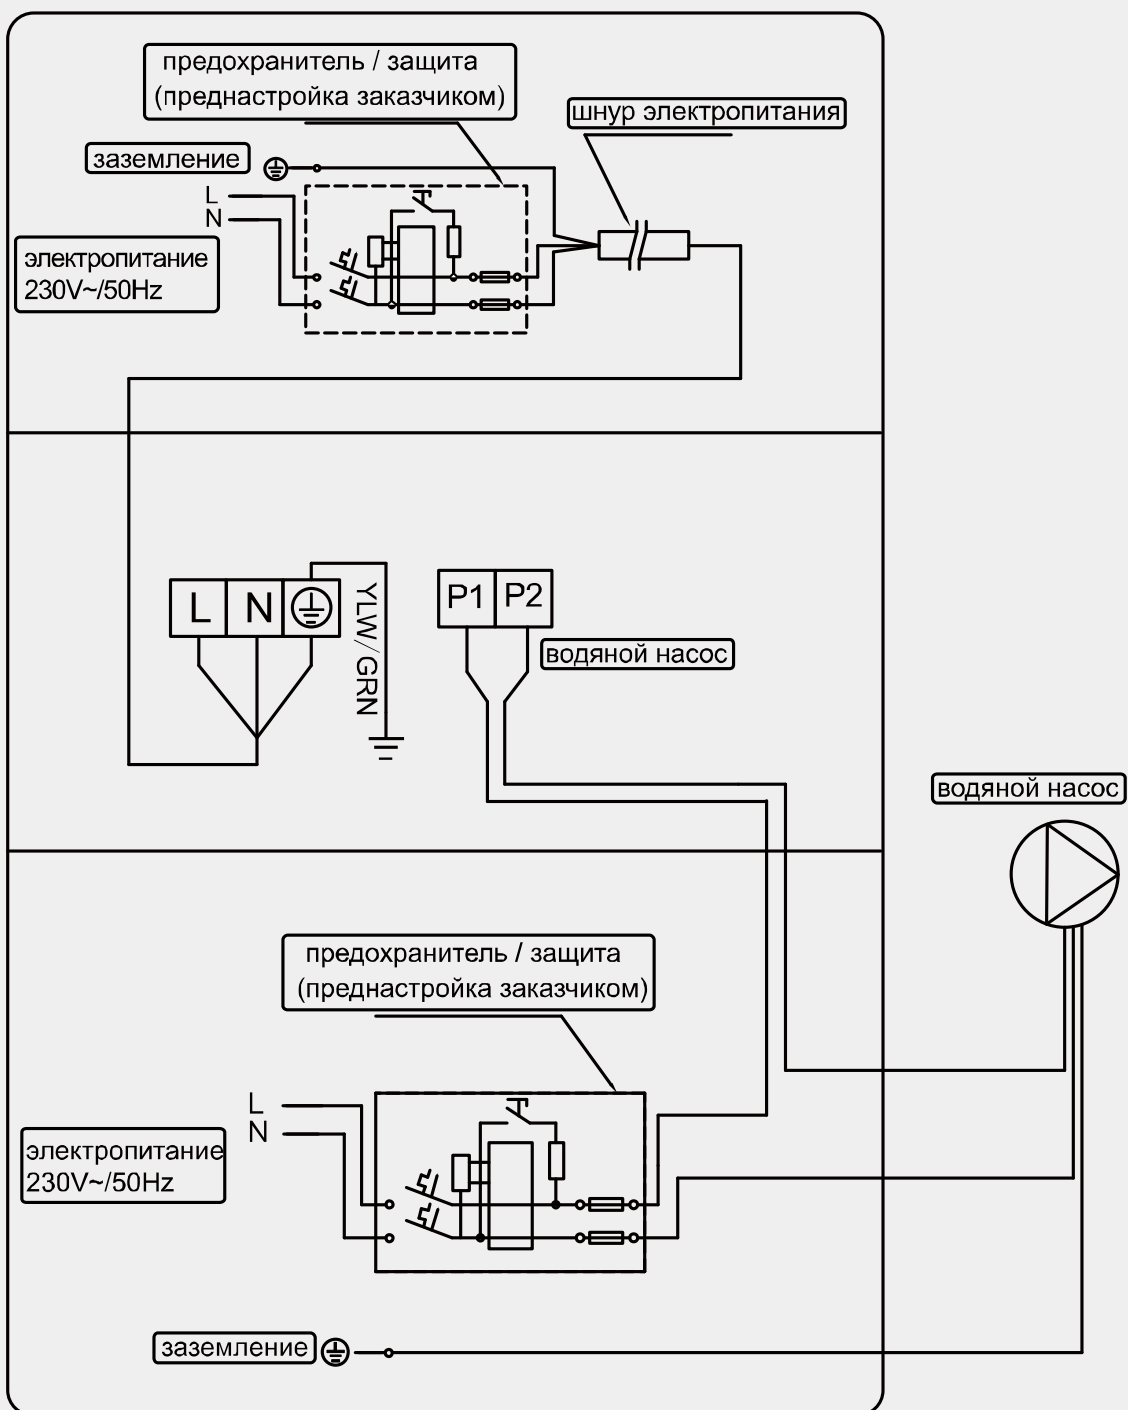 предохранитель / защита
(преднастройка заказчиком)
шнур электропитания
заземление
L
N
электропитание
230V~/50Hz
L N
YLW/GRN
P1 P2
водяной насос
водяной насос
предохранитель / защита
(преднастройка заказчиком)
L
N
электропитание
230V~/50Hz
заземление